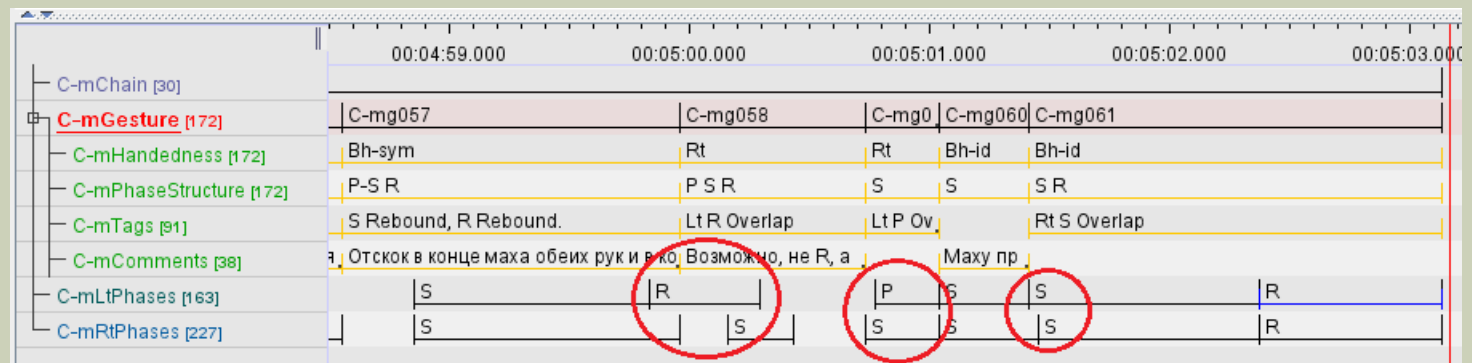 00:04:59.000 00:05:00.000 00:05:01.000 00:05:02.000 00:05:03.000
C-mChain [30]
C-mGesture [172] C-mg057 C-mg058 C-mg0 C-mg060 C-mg061
C-mHandedness [172] Bh-sym Rt Rt Bh-id Bh-id
C-mPhaseStructure [172] P-S R P S R S S S R
C-mTags [91] S Rebound, R Rebound. Lt R Overlap Lt P Ov Rt S Overlap
C-mComments [38] я. Отскок в конце маха обеих рук и в ко Возможно, не R, а Маху пр
C-mLtPhases [163] S R P S S R
C-mRtPhases [227] S S S S S R